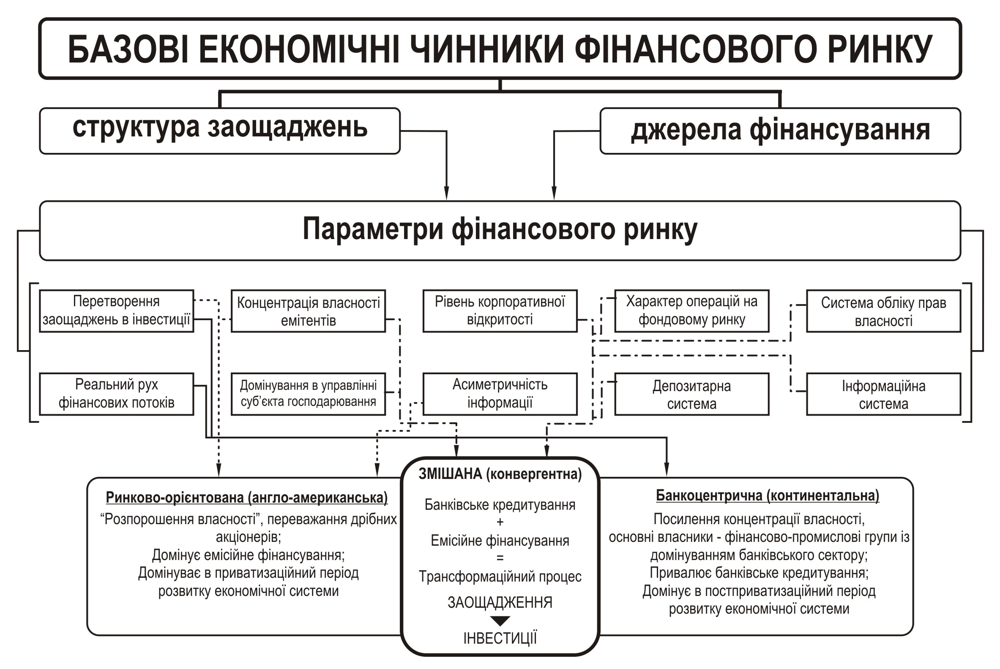 БАЗОВІ ЕКОНОМІЧНІ ЧИННИКИ ФІНАНСОВОГО РИНКУ
структура заощаджень
джерела фінансування
Параметри фінансового ринку
Перетворення
заощаджень в інвестиції
Концентрація власності
емітентів
Рівень корпоративної
відкритості
Характер операцій на
фондовому ринку
Система обліку прав
власності
Реальний рух
фінансових потоків
Домінування в управлінні
суб’єкта господарювання
Асиметричність
інформації
Депозитарна
система
Інформаційна
система
Ринково-орієнтована (англо-американська)
“Розпорошення власності”, переважання дрібних
акціонерів;
Домінує емісійне фінансування;
Домінуває в приватизаційний період
розвитку економічної системи
ЗМІШАНА (конвергентна)
Банківське кредитування
+
Емісійне фінансування
=
Трансформаційний процес
ЗАОЩАДЖЕННЯ
ІНВЕСТИЦІЇ
Банкоцентрична (континентальна)
Посилення концентрації власності,
основні власники - фінансово-промислові групи із
домінуванням банківського сектору;
Привалює банківське кредитування;
Домінує в постприватизаційний період
розвитку економічної системи